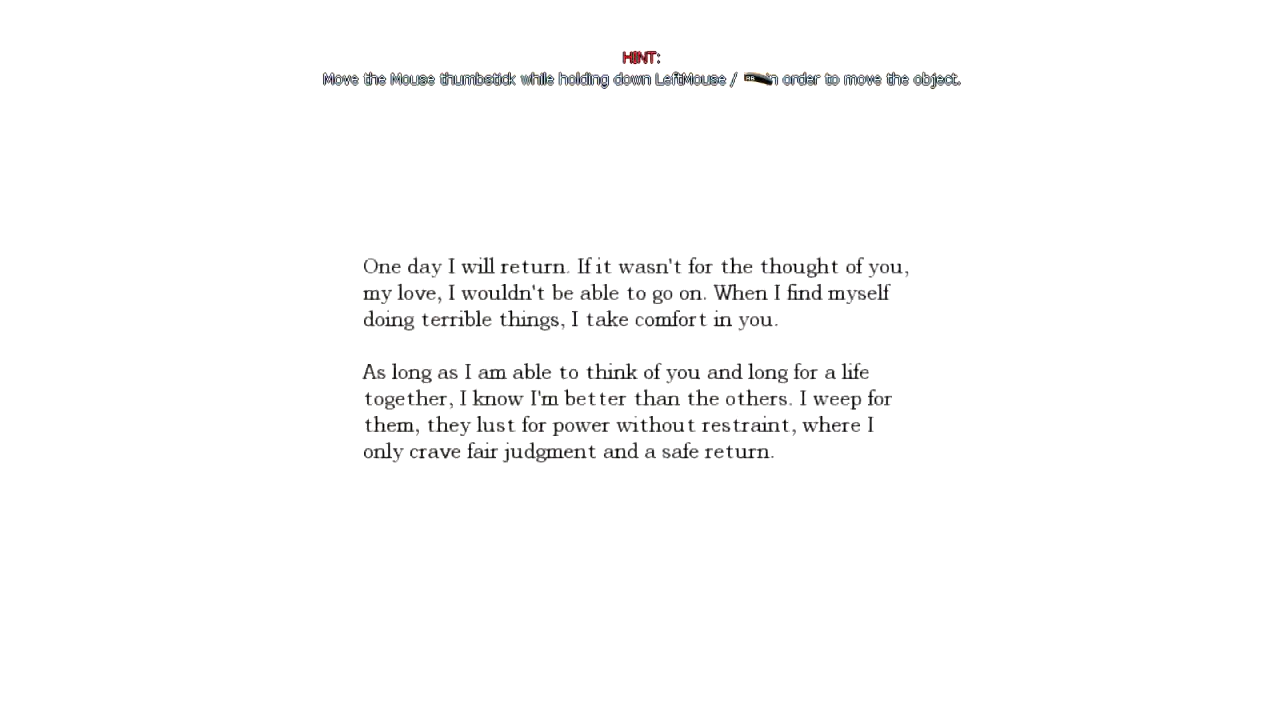 HINT:
Move the Mouse thumbstick while holding down LeftMouse / in order to move the object.
One day I will return. If it wasn't for the thought of you,
my love, I wouldn't be able to go on. When I find myself
doing terrible things, I take comfort in you.
As long as I am able to think of you and long for a life
together, I know I'm better than the others. I weep for
them, they lust for power without restraint, where I
only crave fair judgment and a safe return.